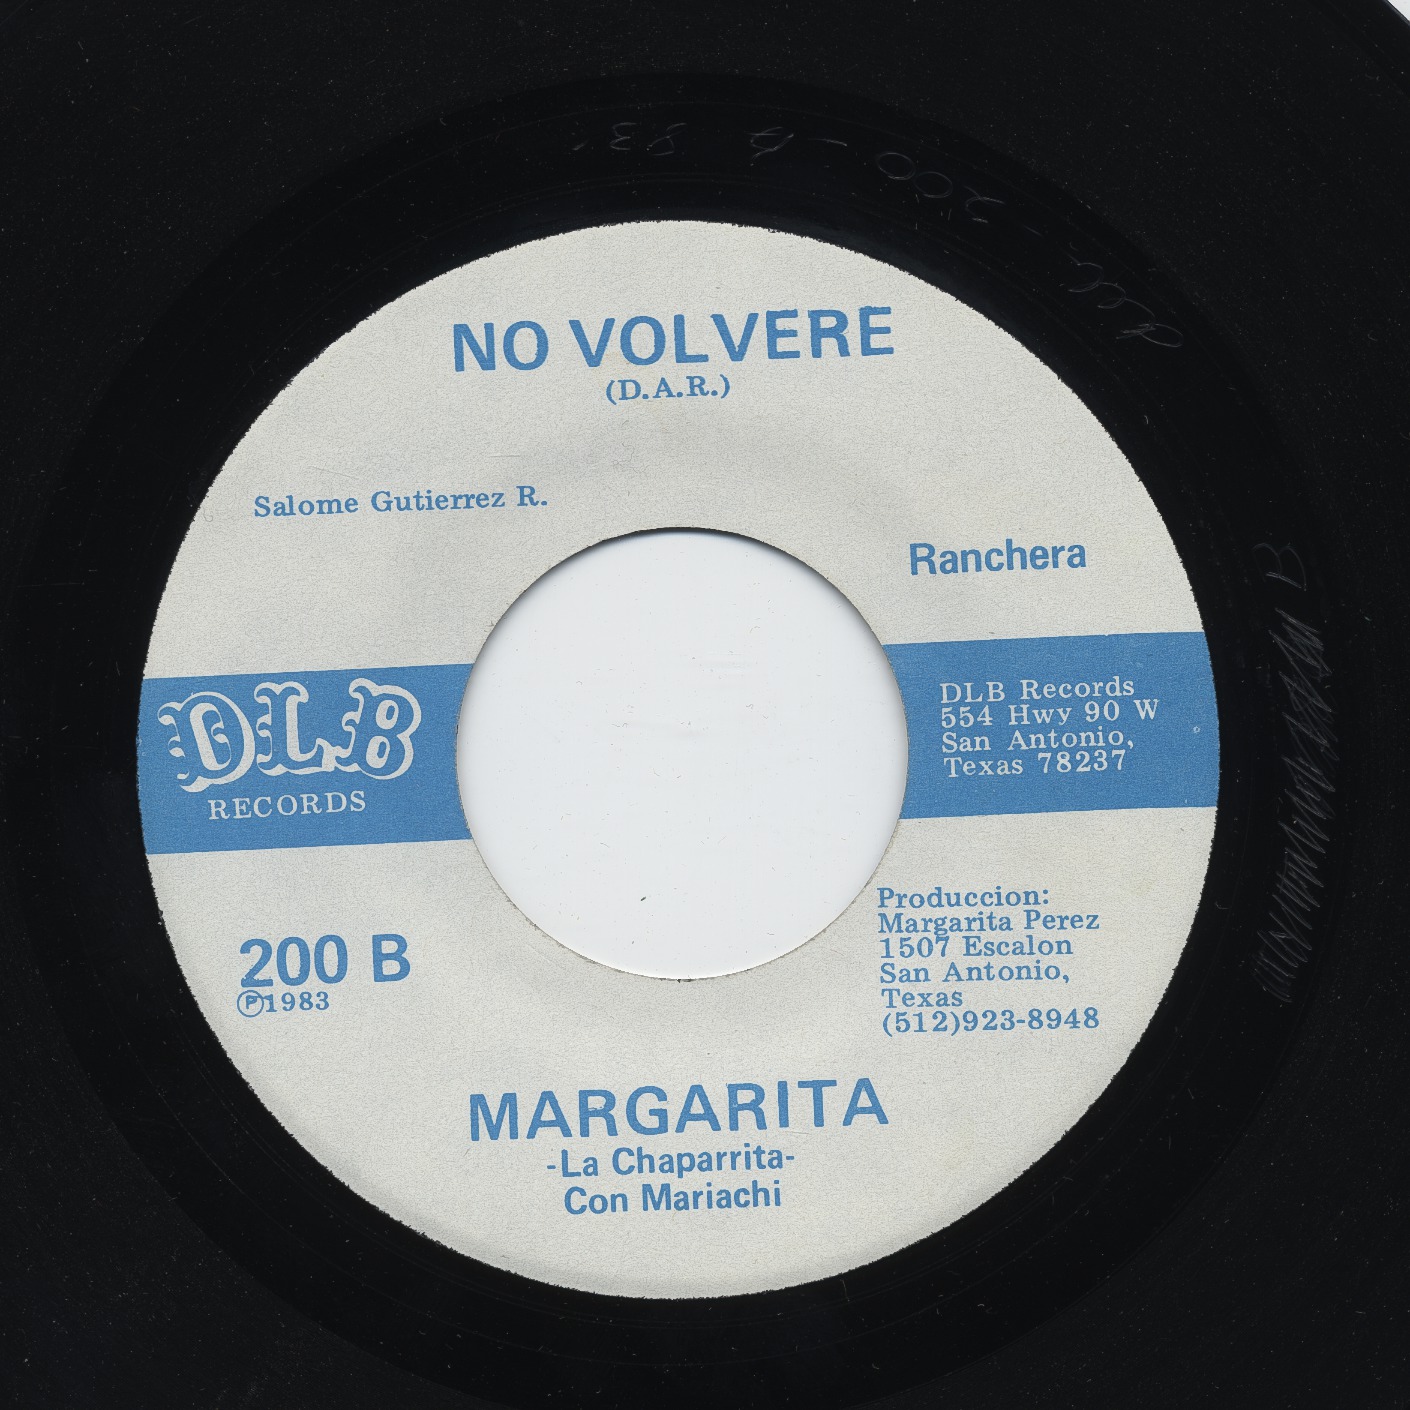 NO VOLVERE
(D.A.R.)
Salome Gutierrez R.
Ranchera
DLB
RECORDS
DLB Records
554 Hwy 90 W
San Antonio,
Texas 78237
200 B
℗1983
Produccion:
Margarita Perez
1507 Escalon
San Antonio,
Texas
(512)923-8948
MARGARITA
-La Chaparrita-
Con Mariachi